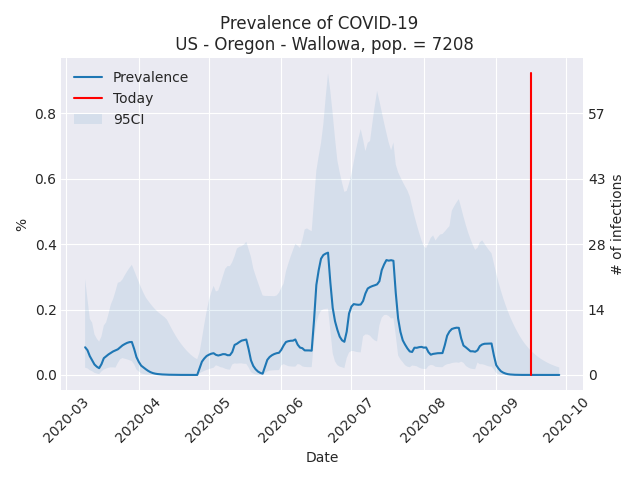 Prevalence of COVID-19
US - Oregon - Wallowa, pop. = 7208
Prevalence
Today
95CI
%
0.8
0.6
0.4
0.2
0.0
57
43
28
14
0
# of infections
2020-03
2020-04
2020-05
2020-06
2020-07
2020-08
2020-09
2020-10
Date